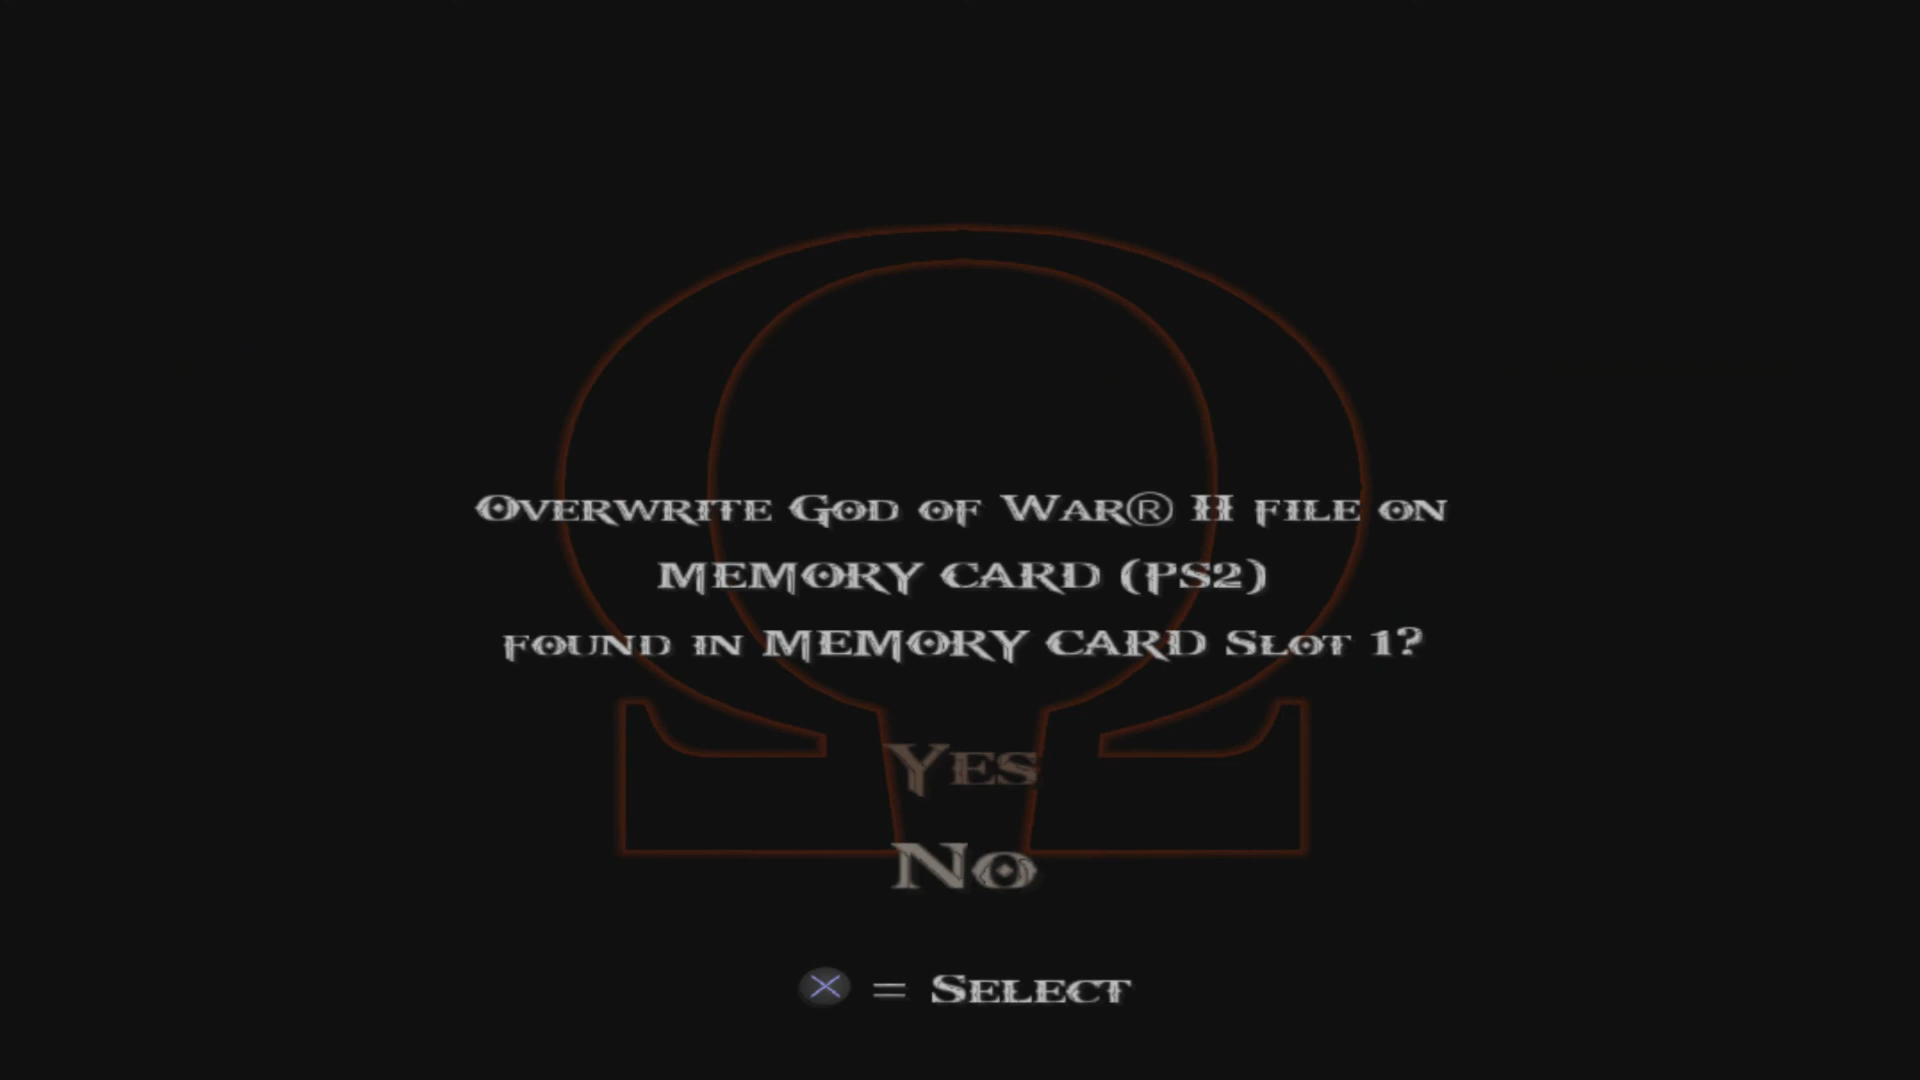 Overwrite God of War® II file on
MEMORY CARD (PS2)
found in MEMORY CARD Slot 1?
Yes
No
= Select